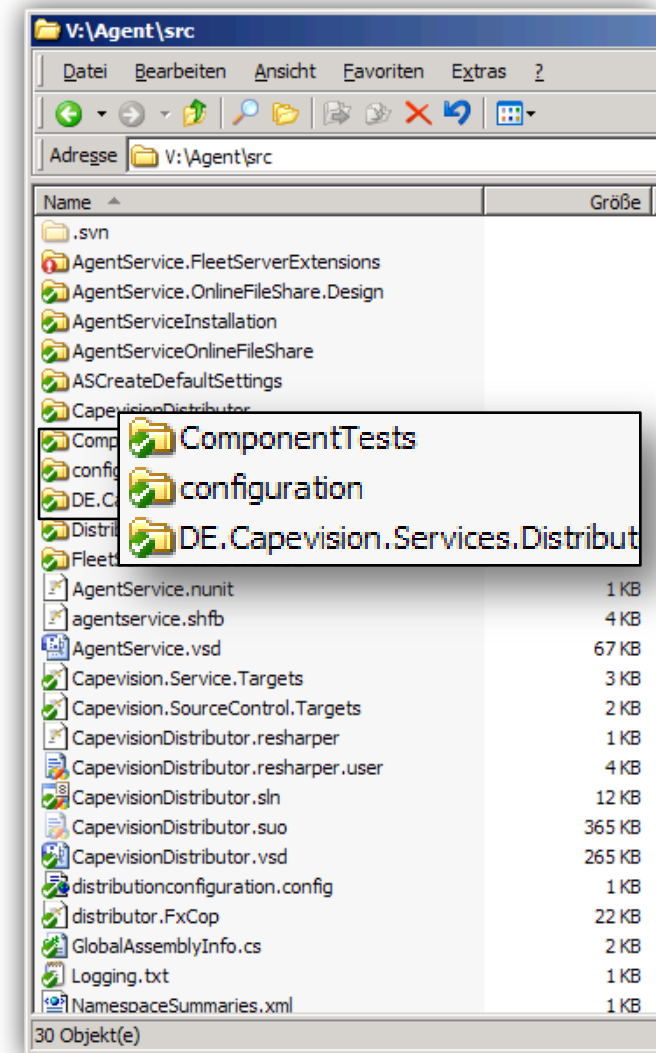 V:\Agent\src
Datei Bearbeiten Ansicht Favoriten Extras ?
Adresse V:\Agent\src
Name Größe
.svn
AgentService.FleetServerExtensions
AgentService.OnlineFileShare.Design
AgentServiceInstallation
AgentServiceOnlineFileShare
ASCreateDefaultSettings
CapevisionDistributor
ComponentTests
configuration
DE.Capevision.Services.Distribut
AgentService.nunit 1 KB
agentservice.shfb 4 KB
AgentService.vsd 67 KB
Capevision.Service.Targets 3 KB
Capevision.SourceControl.Targets 2 KB
CapevisionDistributor.resharper 1 KB
CapevisionDistributor.resharper.user 4 KB
CapevisionDistributor.sln 12 KB
CapevisionDistributor.suo 365 KB
CapevisionDistributor.vsd 265 KB
distributionconfiguration.config 1 KB
distributor.FxCop 22 KB
GlobalAssemblyInfo.cs 2 KB
Logging.txt 1 KB
NamespaceSummaries.xml 1 KB
30 Objekt(e)